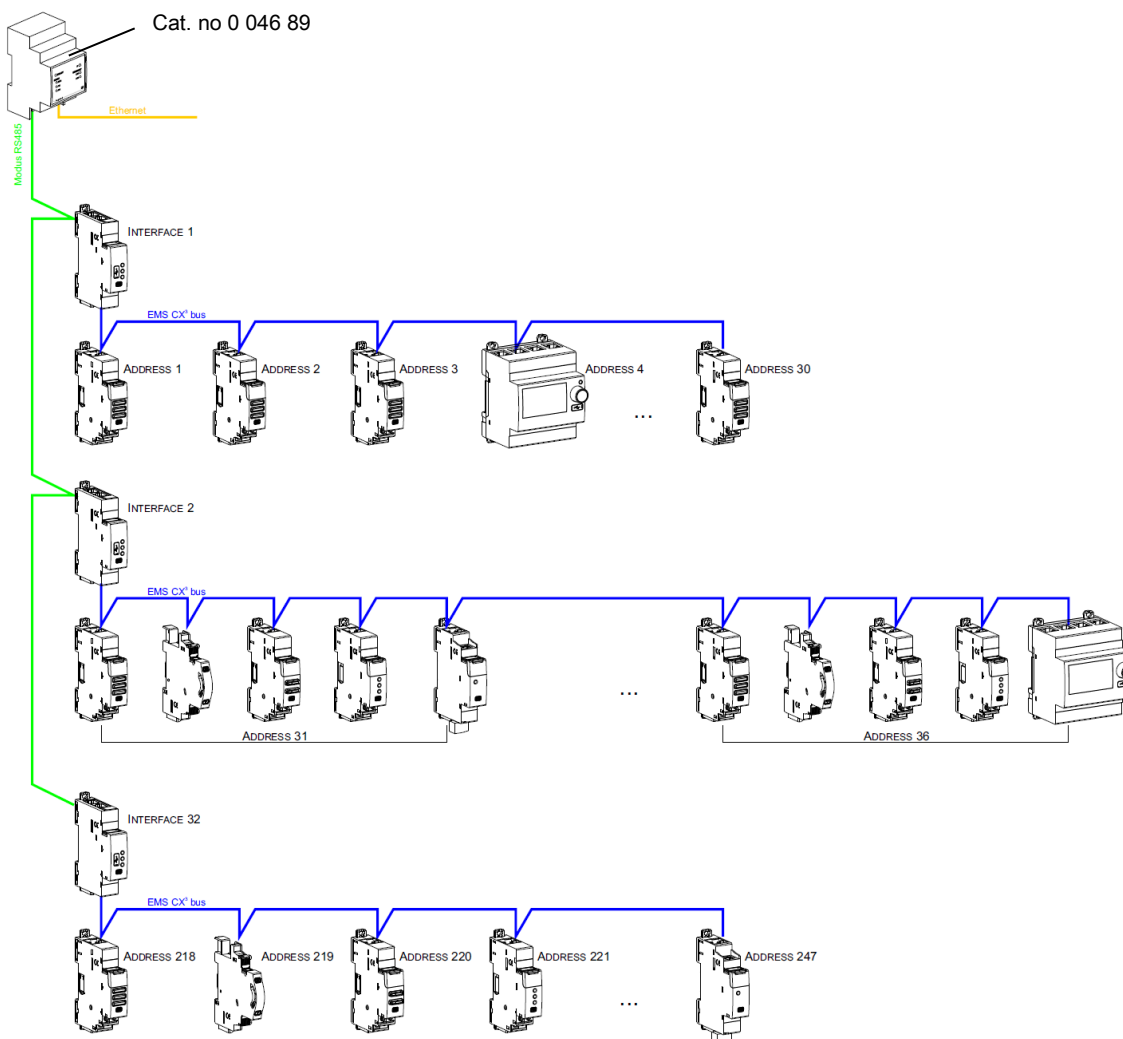 Cat. no 0 046 89
Ethernet
Modus RS485
INTERFACE 1
EMS CX³ bus
ADDRESS 1
ADDRESS 2
ADDRESS 3
ADDRESS 4
ADDRESS 30
...
INTERFACE 2
EMS CX³ bus
...
ADDRESS 31
ADDRESS 36
INTERFACE 32
EMS CX³ bus
ADDRESS 218
ADDRESS 219
ADDRESS 220
ADDRESS 221
ADDRESS 247
...